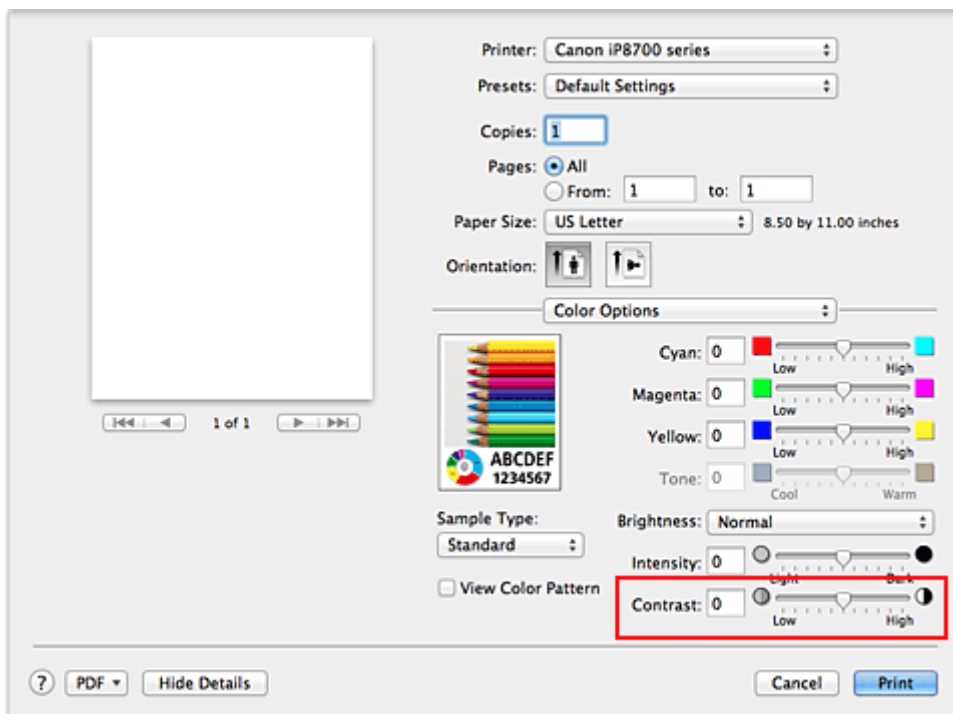 Printer: Canon iP8700 series
Presets: Default Settings
Copies: 1
Pages: All
From: 1 to: 1
Paper Size: US Letter 8.50 by 11.00 inches
Orientation:
Color Options
1 of 1
ABCDEF
1234567
Sample Type:
Standard
View Color Pattern
Cyan: 0
Low High
Magenta: 0
Low High
Yellow: 0
Low High
Tone: 0
Cool Warm
Brightness: Normal
Intensity: 0
Light Dark
Contrast: 0
Low High
? PDF Hide Details Cancel Print